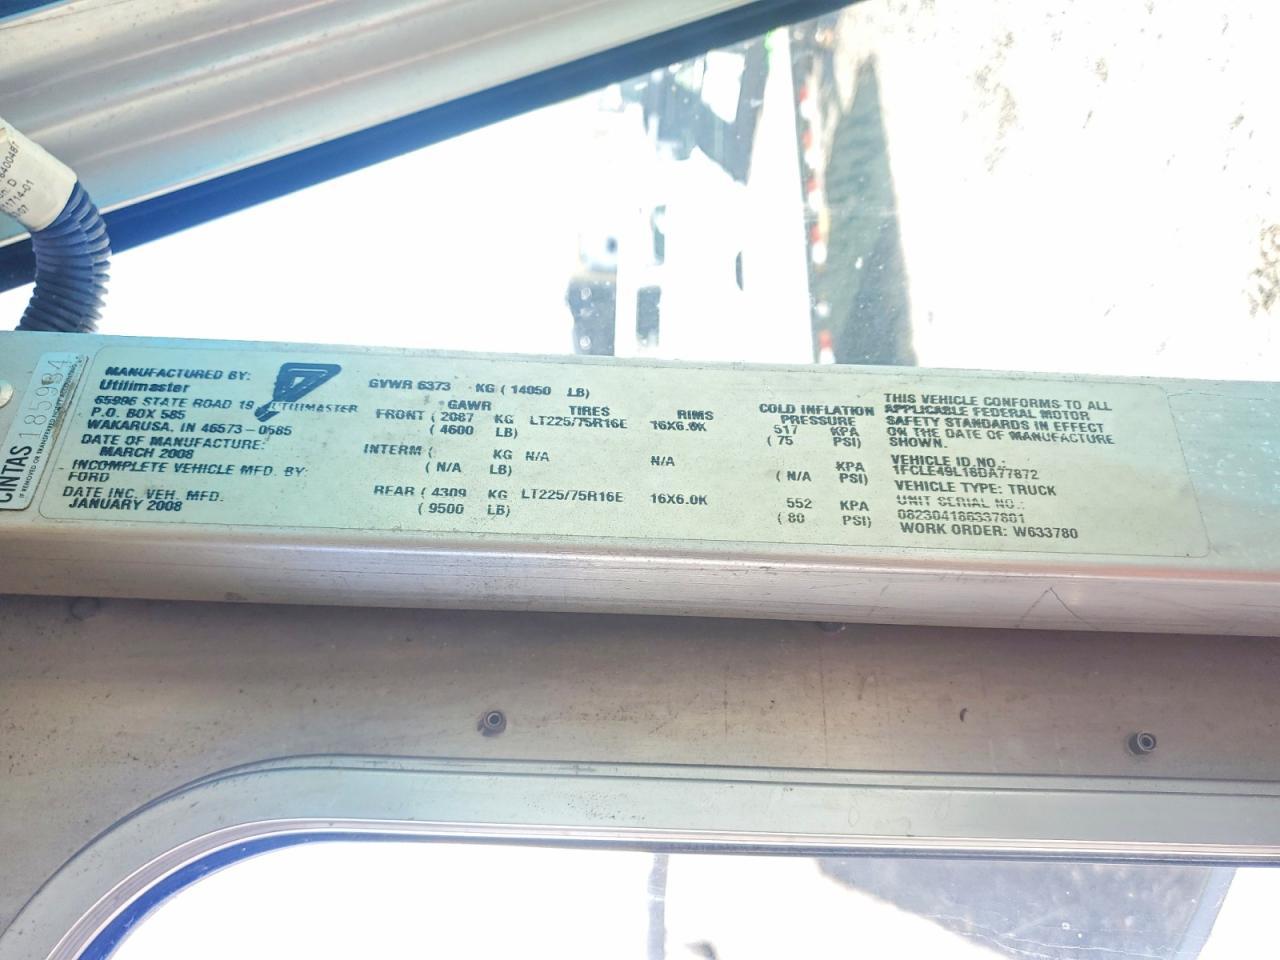 CINTAS 185934
MANUFACTURED BY:
Utilimaster
65996 STATE ROAD 19
P.O. BOX 585
WAKARUSA, IN 46573-0585
DATE OF MANUFACTURE:
MARCH 2008
INCOMPLETE VEHICLE MFD. BY:
FORD
DATE INC. VEH. MFD.
JANUARY 2008
UTILIMASTER
GVWR 6373 KG ( 14050 LB)
GAWR TIRES RIMS COLD INFLATION PRESSURE
FRONT ( 2087 KG LT225/75R16E 16X6.0K 517 KPA
( 4600 LB) ( 75 PSI)
INTERM ( KG N/A N/A KPA
( N/A LB) ( N/A PSI)
REAR ( 4309 KG LT225/75R16E 16X6.0K 552 KPA
( 9500 LB) ( 80 PSI)
THIS VEHICLE CONFORMS TO ALL
APPLICABLE FEDERAL MOTOR
SAFETY STANDARDS IN EFFECT
ON THE DATE OF MANUFACTURE
SHOWN.
VEHICLE ID NO.:
1FCLE49L18DA77872
VEHICLE TYPE: TRUCK
UNIT SERIAL NO.:
082304186337801
WORK ORDER: W633780